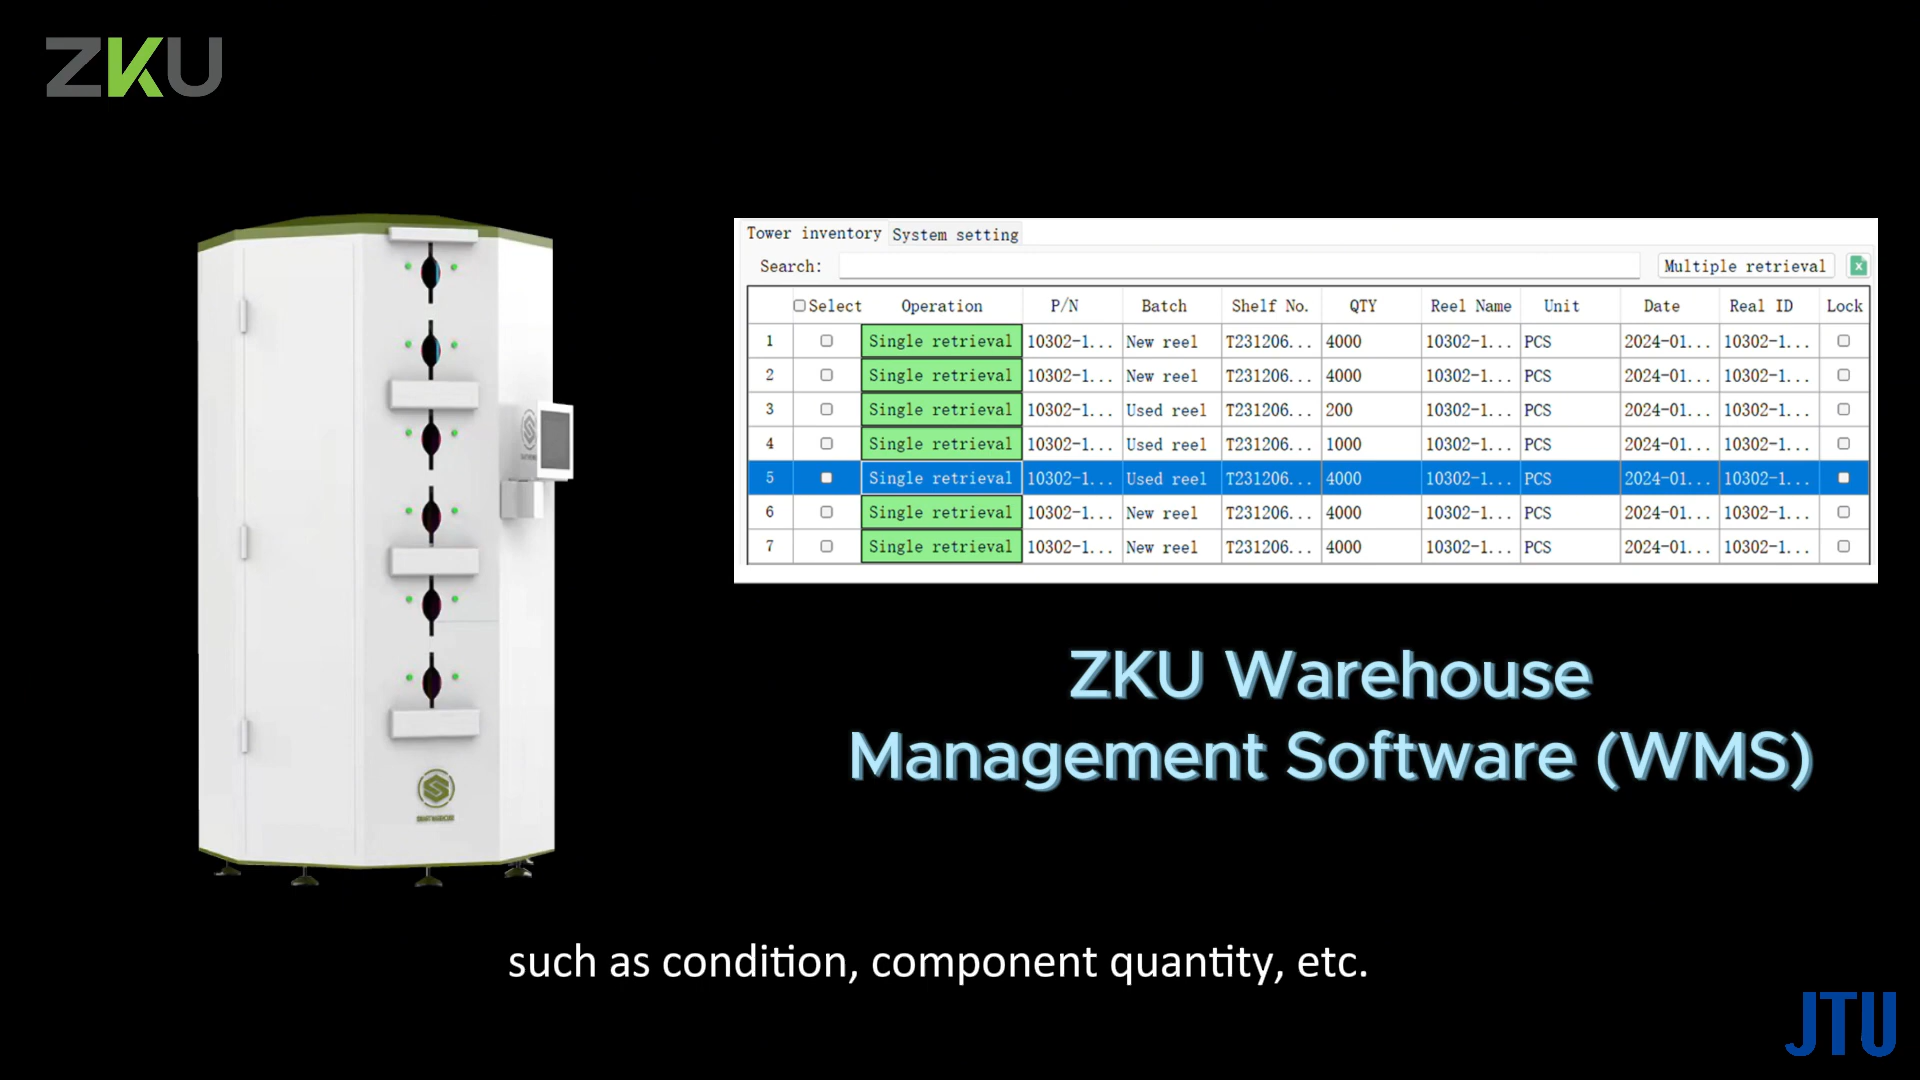 ZKU
Tower inventory System setting
Search: Multiple retrieval
Select Operation P/N Batch Shelf No. QTY Reel Name Unit Date Real ID Lock
1 Single retrieval 10302-1... New reel T231206... 4000 10302-1... PCS 2024-01... 10302-1...
2 Single retrieval 10302-1... New reel T231206... 4000 10302-1... PCS 2024-01... 10302-1...
3 Single retrieval 10302-1... Used reel T231206... 200 10302-1... PCS 2024-01... 10302-1...
4 Single retrieval 10302-1... Used reel T231206... 1000 10302-1... PCS 2024-01... 10302-1...
5 Single retrieval 10302-1... Used reel T231206... 4000 10302-1... PCS 2024-01... 10302-1...
6 Single retrieval 10302-1... New reel T231206... 4000 10302-1... PCS 2024-01... 10302-1...
7 Single retrieval 10302-1... New reel T231206... 4000 10302-1... PCS 2024-01... 10302-1...
ZKU Warehouse
Management Software (WMS)
such as condition, component quantity, etc.
JTU